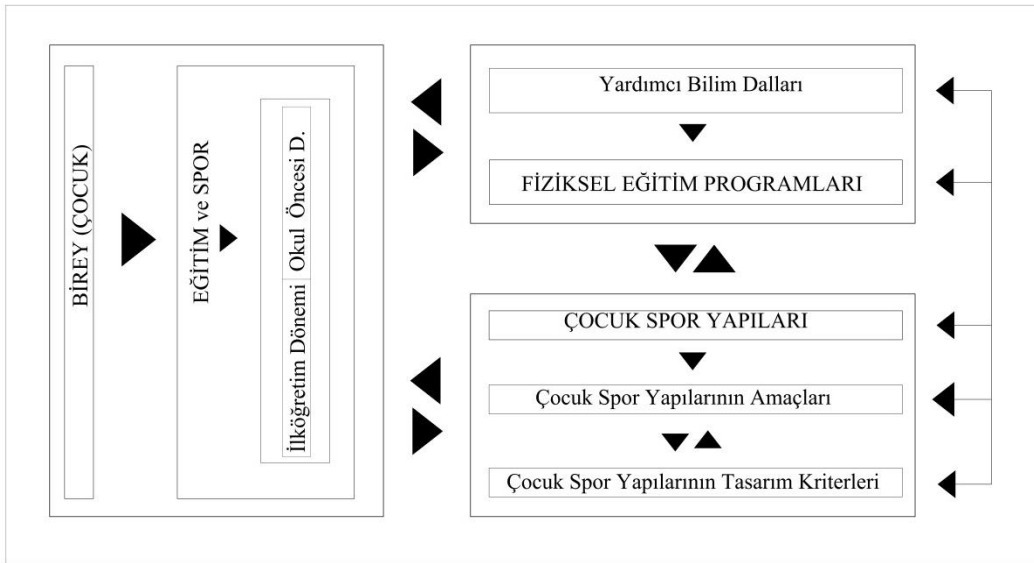 BİREY (ÇOCUK)
EĞİTİM ve SPOR
İlköğretim Dönemi
Okul Öncesi D.
Yardımcı Bilim Dalları
FİZİKSEL EĞİTİM PROGRAMLARI
ÇOCUK SPOR YAPILARI
Çocuk Spor Yapılarının Amaçları
Çocuk Spor Yapılarının Tasarım Kriterleri